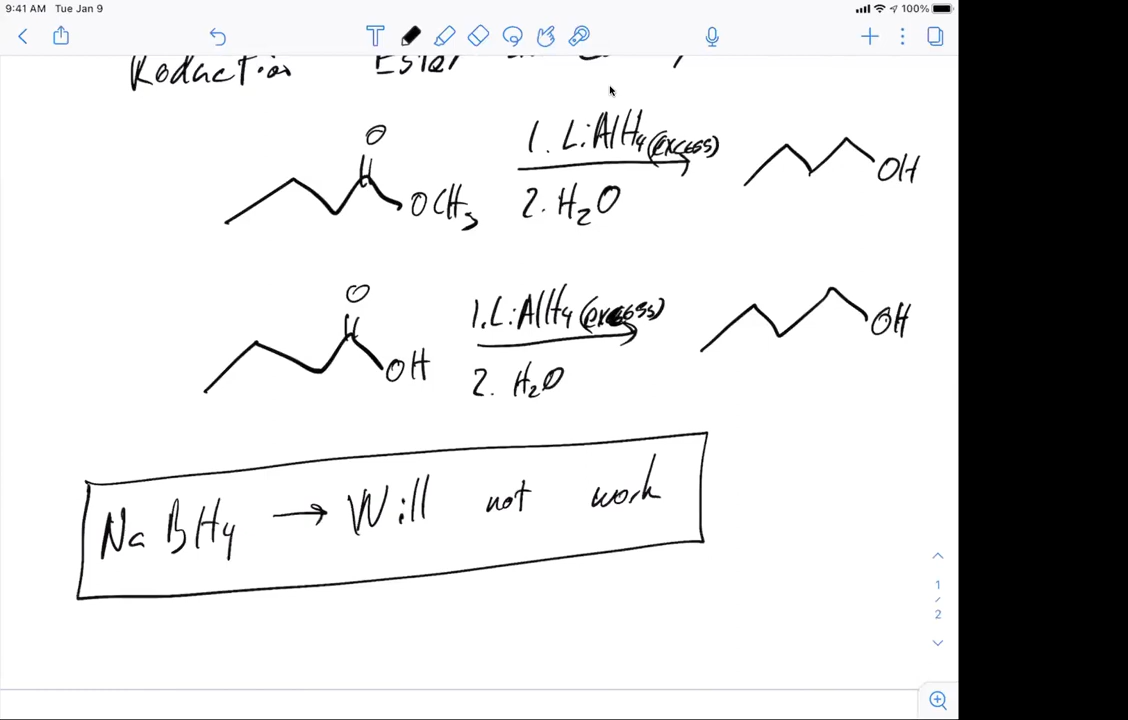 9:41 AM Tue Jan 9
100%
Reduction Ester
O
OCH3
1. LiAlH4 (excess)
2. H2O
OH
O
OH
1. LiAlH4 (excess)
2. H2O
OH
NaBH4 → Will not work
1
/
2